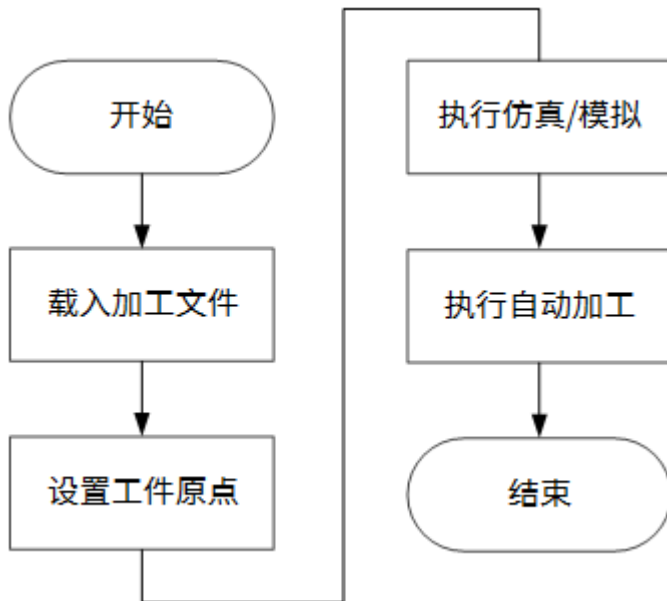 开始
载入加工文件
设置工件原点
执行仿真/模拟
执行自动加工
结束